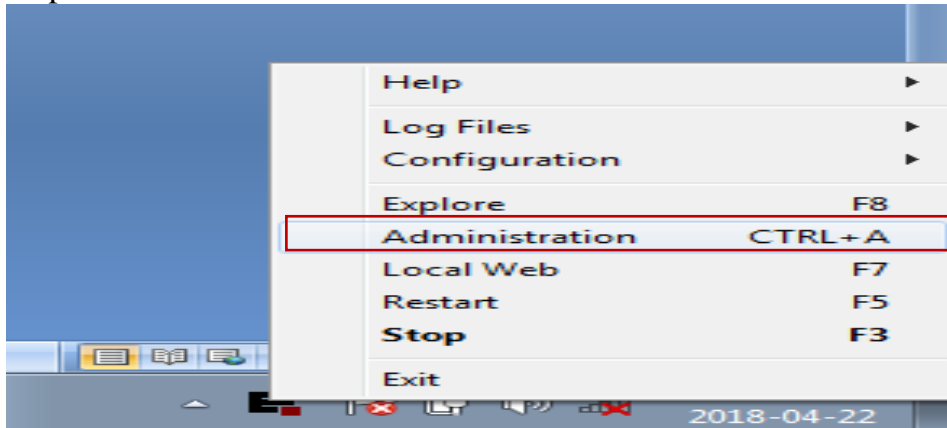 Help
Log Files
Configuration
Explore F8
Administration CTRL+A
Local Web F7
Restart F5
Stop F3
Exit
2018-04-22